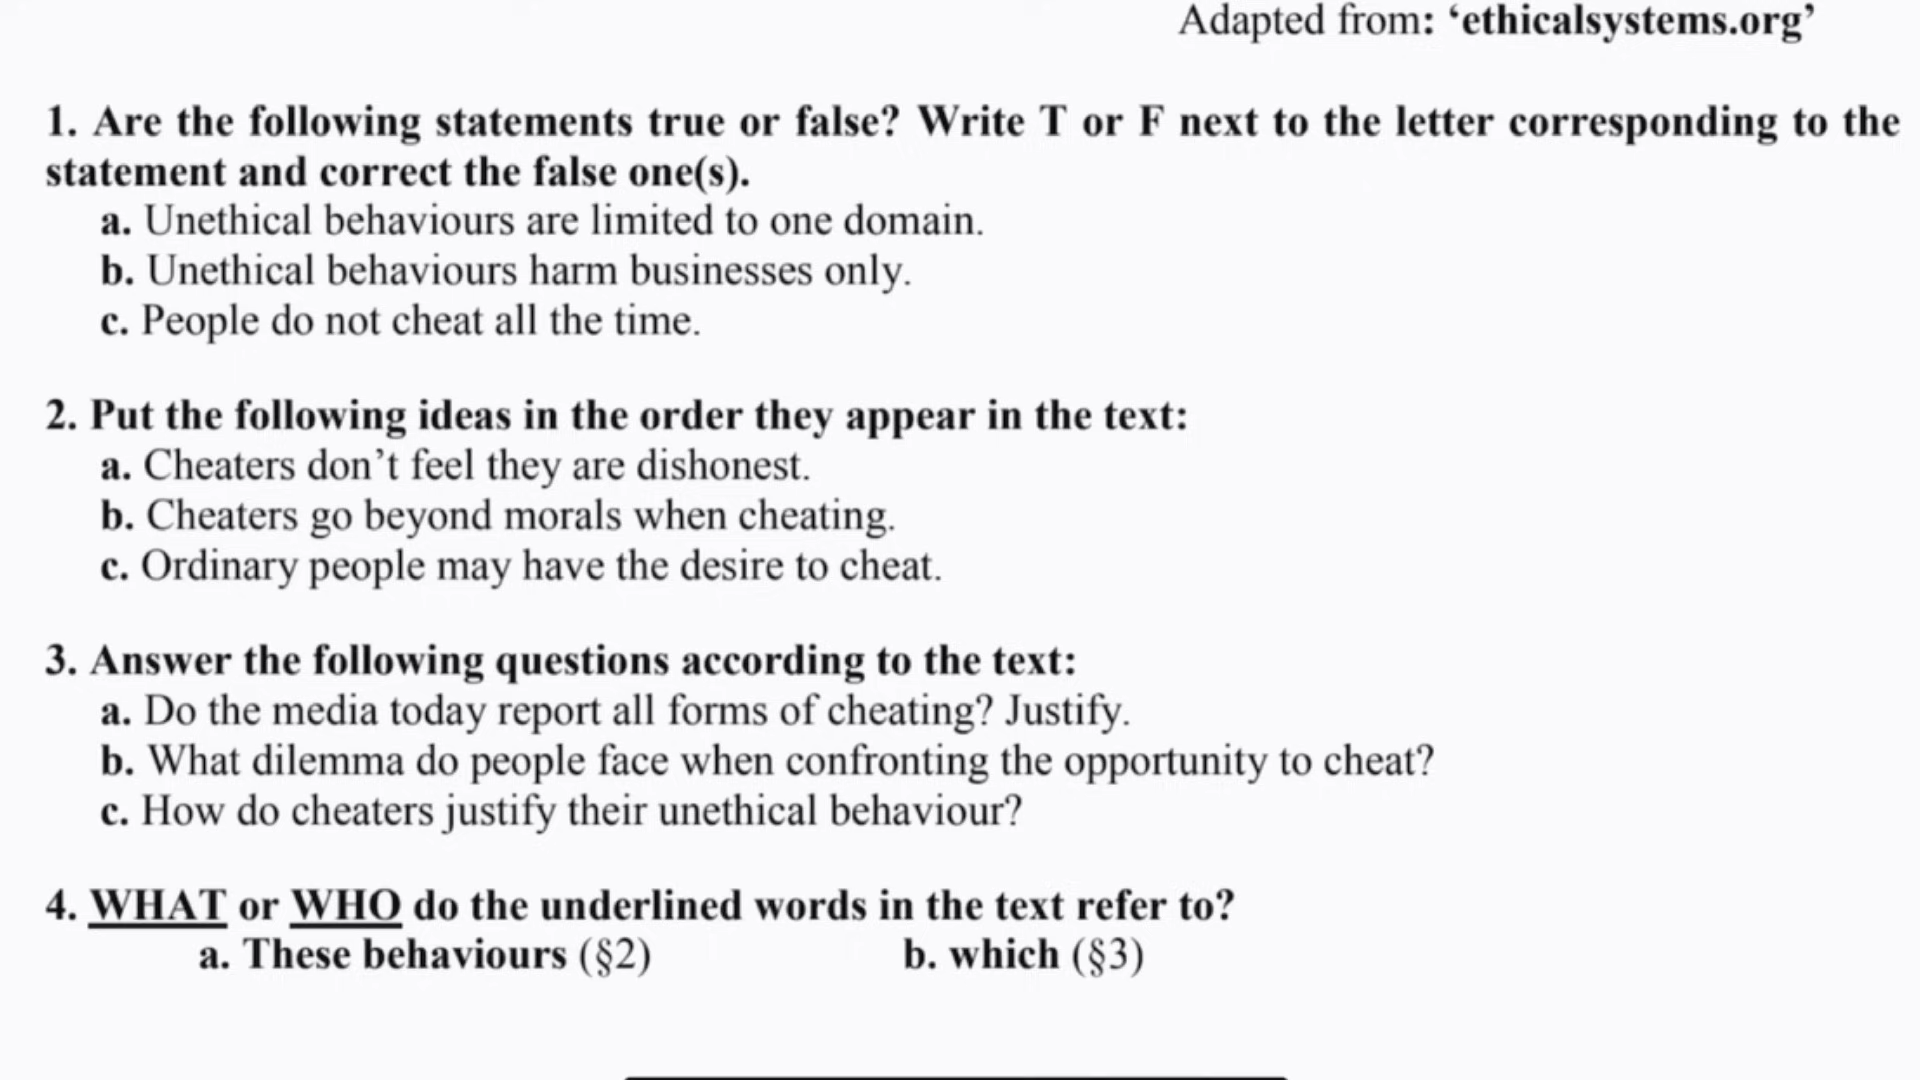 Adapted from: ‘ethicalsystems.org’
1. Are the following statements true or false? Write T or F next to the letter corresponding to the
statement and correct the false one(s).
a. Unethical behaviours are limited to one domain.
b. Unethical behaviours harm businesses only.
c. People do not cheat all the time.
2. Put the following ideas in the order they appear in the text:
a. Cheaters don’t feel they are dishonest.
b. Cheaters go beyond morals when cheating.
c. Ordinary people may have the desire to cheat.
3. Answer the following questions according to the text:
a. Do the media today report all forms of cheating? Justify.
b. What dilemma do people face when confronting the opportunity to cheat?
c. How do cheaters justify their unethical behaviour?
4. WHAT or WHO do the underlined words in the text refer to?
a. These behaviours (§2) b. which (§3)